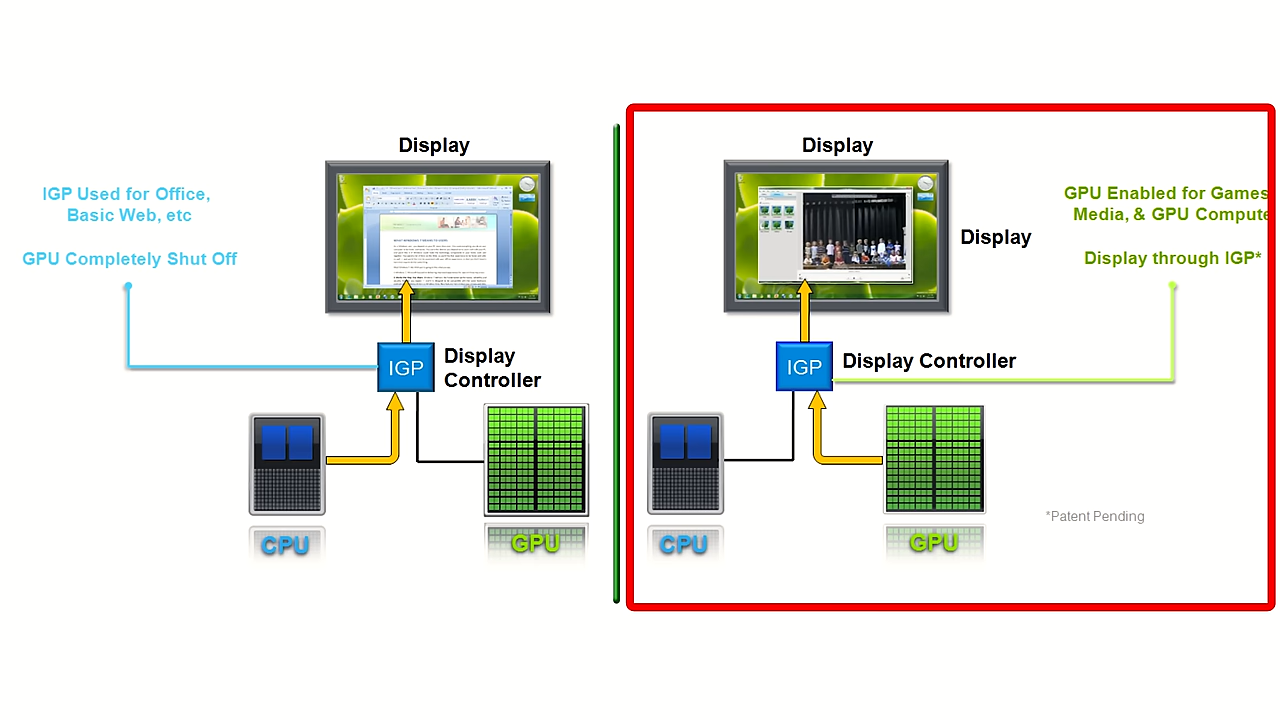 Display
IGP Used for Office,
Basic Web, etc
GPU Completely Shut Off
IGP
Display
Controller
CPU
GPU
Display
Display
GPU Enabled for Games
Media, & GPU Compute
Display through IGP*
IGP
Display Controller
CPU
GPU
*Patent Pending